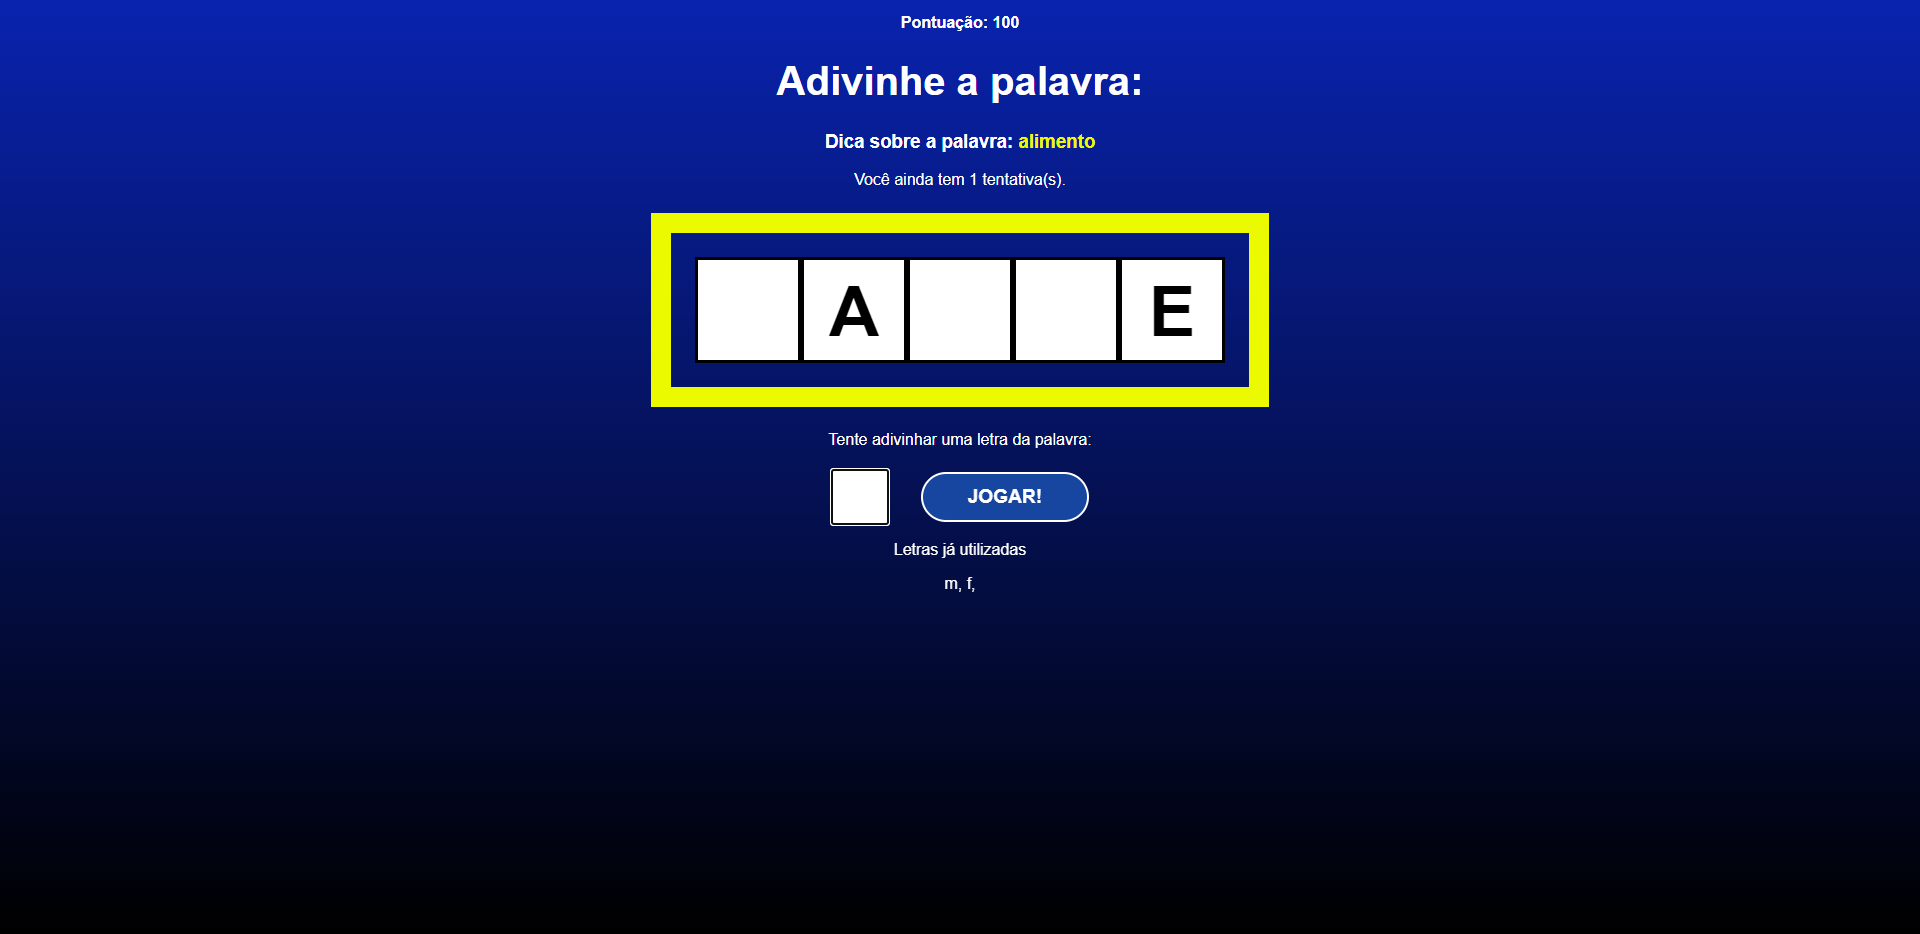 Pontuação: 100
Adivinhe a palavra:
Dica sobre a palavra: alimento
Você ainda tem 1 tentativa(s).
A E
Tente adivinhar uma letra da palavra:
JOGAR!
Letras já utilizadas
m, f,